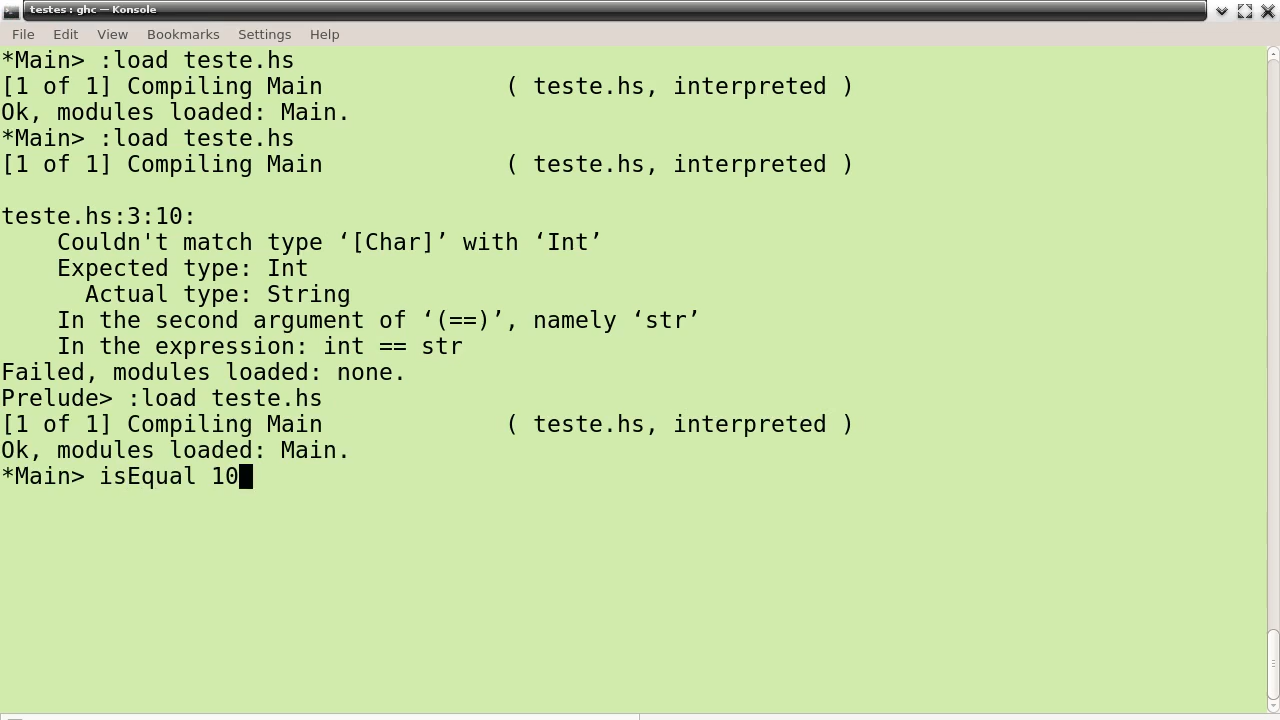 testes : ghc — Konsole
File Edit View Bookmarks Settings Help
*Main> :load teste.hs
[1 of 1] Compiling Main             ( teste.hs, interpreted )
Ok, modules loaded: Main.
*Main> :load teste.hs
[1 of 1] Compiling Main             ( teste.hs, interpreted )
teste.hs:3:10:
    Couldn't match type ‘[Char]’ with ‘Int’
    Expected type: Int
      Actual type: String
    In the second argument of ‘(==)’, namely ‘str’
    In the expression: int == str
Failed, modules loaded: none.
Prelude> :load teste.hs
[1 of 1] Compiling Main             ( teste.hs, interpreted )
Ok, modules loaded: Main.
*Main> isEqual 10